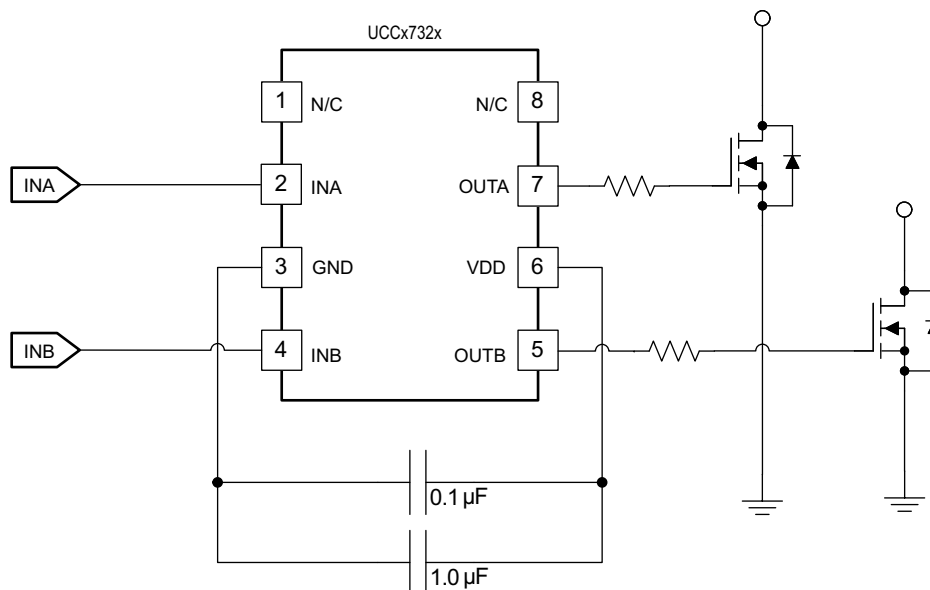 UCCx732x
1 N/C
N/C 8
INA
2 INA
OUTA 7
3 GND
VDD 6
INB
4 INB
OUTB 5
0.1 µF
1.0 µF